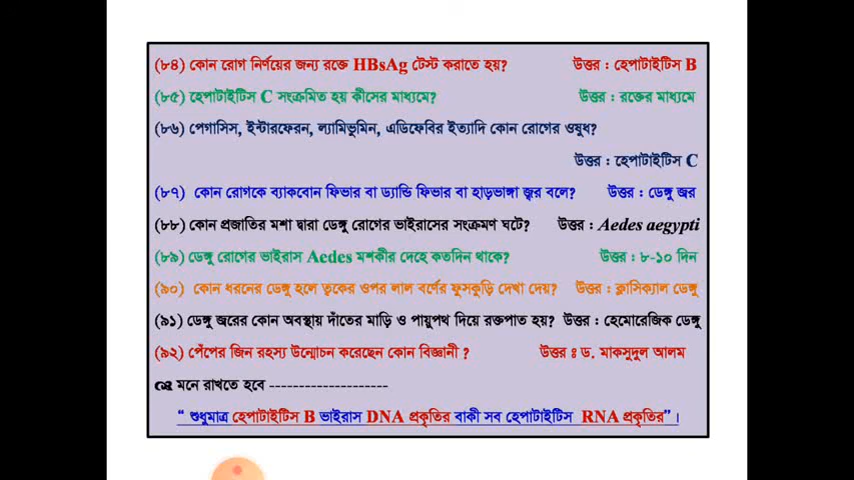 (৮৪) কোন রোগ নির্ণয়ের জন্য রক্তে HBsAg টেস্ট করাতে হয়? উত্তর : হেপাটাইটিস B
(৮৫) হেপাটাইটিস C সংক্রমিত হয় কীসের মাধ্যমে? উত্তর : রক্তের মাধ্যমে
(৮৬) পেগাসিস, ইন্টারফেরন, ল্যামিভুমিন, এডিফেবির ইত্যাদি কোন রোগের ওষুধ?
উত্তর : হেপাটাইটিস C
(৮৭) কোন রোগকে ব্যাকবোন ফিভার বা ড্যান্ডি ফিভার বা হাড়ভাঙ্গা জ্বর বলে? উত্তর : ডেঙ্গু জ্বর
(৮৮) কোন প্রজাতির মশা দ্বারা ডেঙ্গু রোগের ভাইরাসের সংক্রমণ ঘটে? উত্তর : Aedes aegypti
(৮৯) ডেঙ্গু রোগের ভাইরাস Aedes মশকীর দেহে কতদিন থাকে? উত্তর : ৮-১০ দিন
(৯০) কোন ধরনের ডেঙ্গু হলে ত্বকের ওপর লাল বর্ণের ফুসকুড়ি দেখা দেয়? উত্তর : ক্লাসিক্যাল ডেঙ্গু
(৯১) ডেঙ্গু জ্বরের কোন অবস্থায় দাঁতের মাড়ি ও পায়ুপথ দিয়ে রক্তপাত হয়? উত্তর : হেমোরেজিক ডেঙ্গু
(৯২) পেঁপের জিন রহস্য উন্মোচন করেছেন কোন বিজ্ঞানী ? উত্তর ঃ ড. মাকসুদুল আলম
মনে রাখতে হবে --------------------
“ শুধুমাত্র হেপাটাইটিস B ভাইরাস DNA প্রকৃতির বাকী সব হেপাটাইটিস RNA প্রকৃতির”।